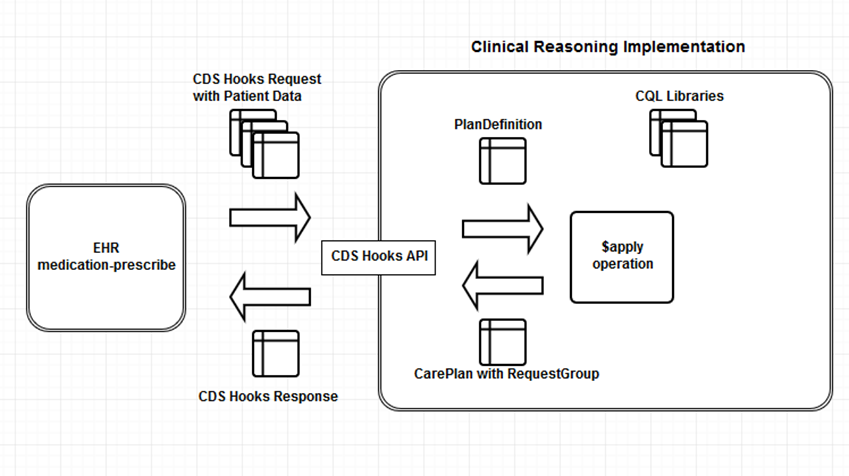 Clinical Reasoning Implementation
CDS Hooks Request
with Patient Data
CQL Libraries
PlanDefinition
EHR
medication-prescribe
CDS Hooks API
$apply
operation
CarePlan with RequestGroup
CDS Hooks Response